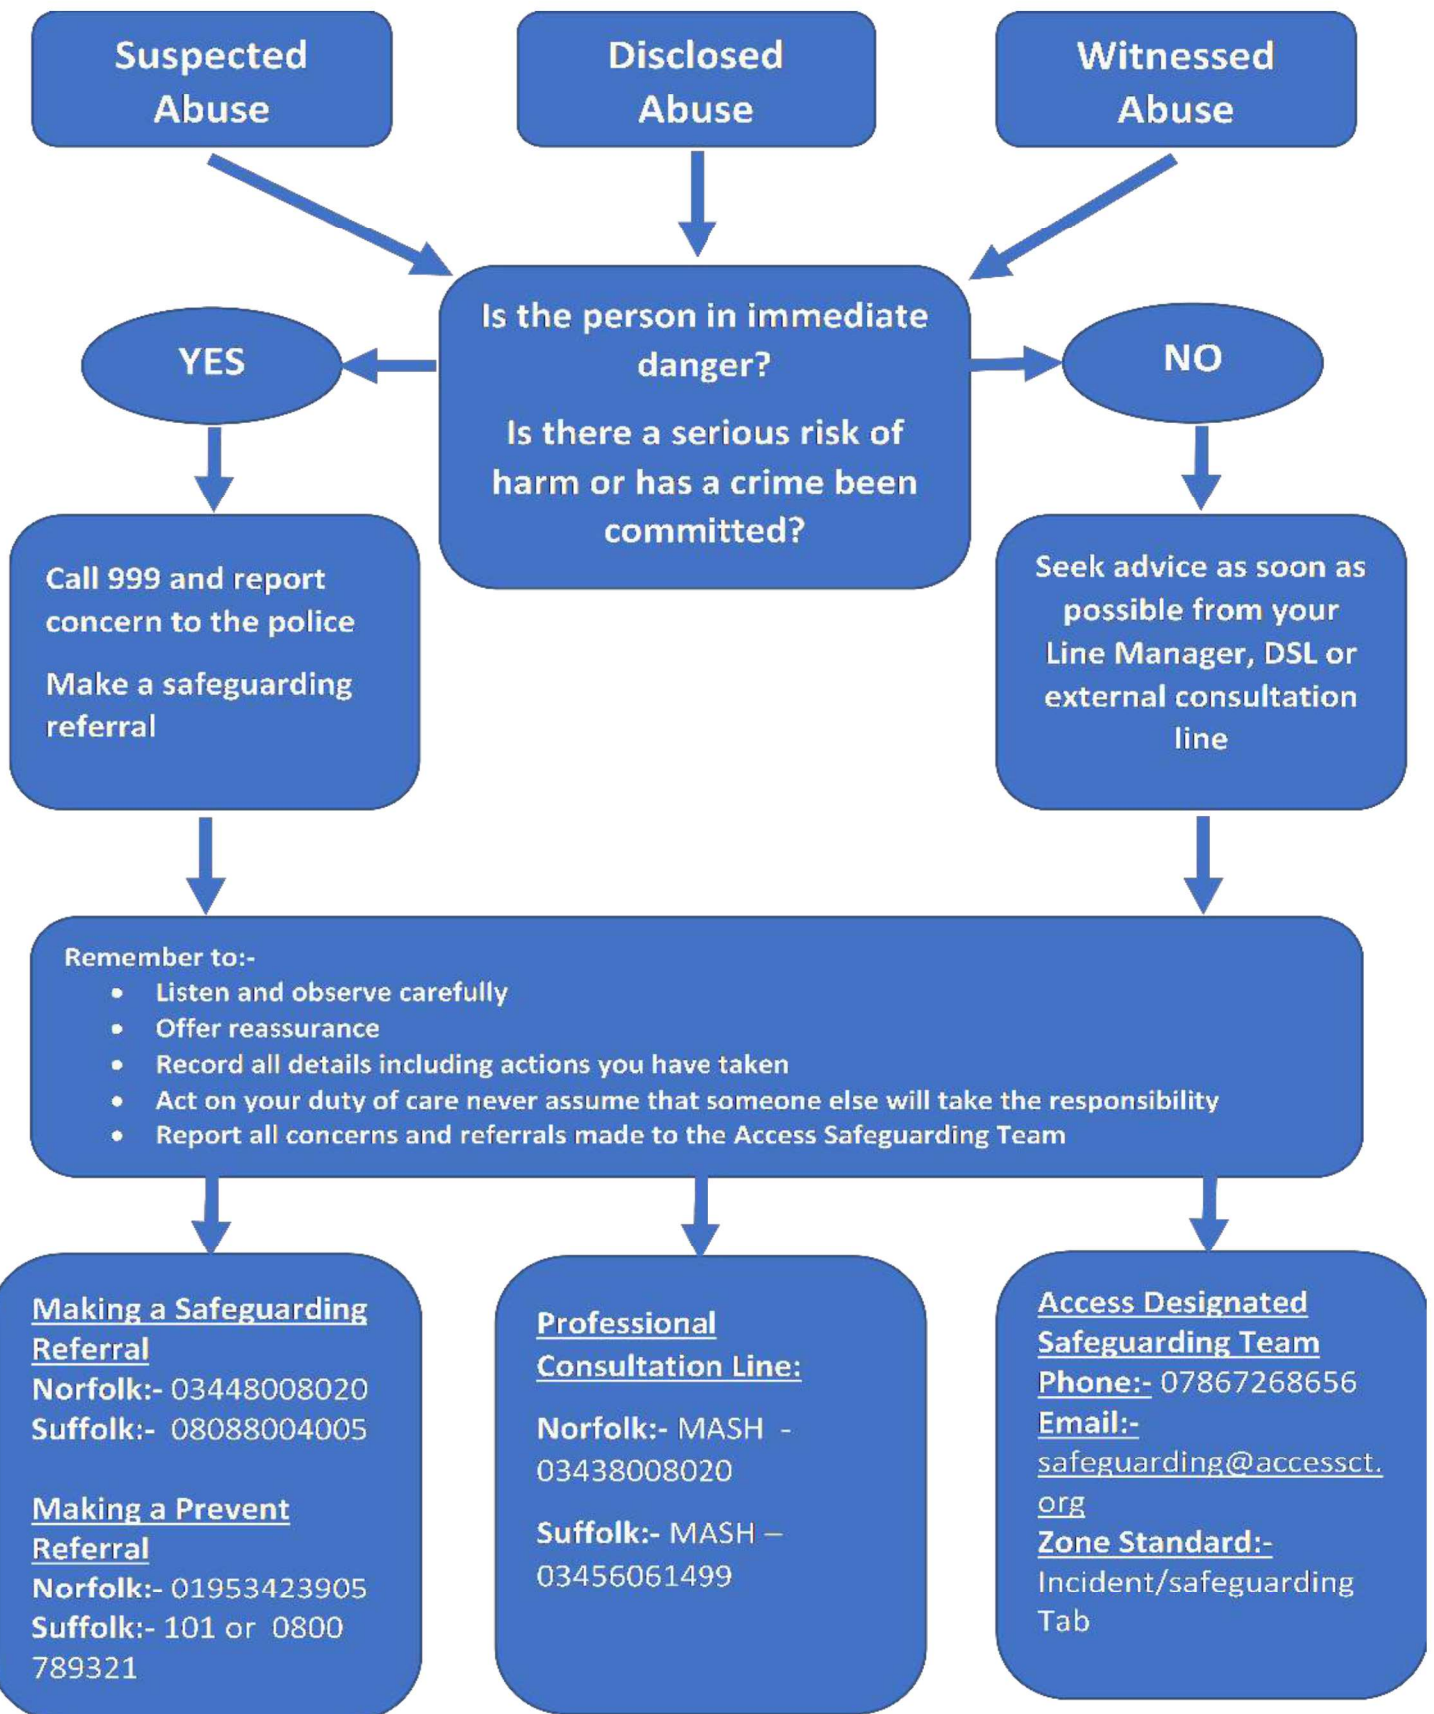 Suspected
Abuse
Disclosed
Abuse
Witnessed
Abuse
Is the person in immediate
danger?
Is there a serious risk of
harm or has a crime been
committed?
YES
NO
Call 999 and report
concern to the police
Make a safeguarding
referral
Seek advice as soon as
possible from your
Line Manager, DSL or
external consultation
line
Remember to:-
• Listen and observe carefully
• Offer reassurance
• Record all details including actions you have taken
• Act on your duty of care never assume that someone else will take the responsibility
• Report all concerns and referrals made to the Access Safeguarding Team
Making a Safeguarding
Referral
Norfolk:- 03448008020
Suffolk:- 08088004005
Making a Prevent
Referral
Norfolk:- 01953423905
Suffolk:- 101 or 0800
789321
Professional
Consultation Line:
Norfolk:- MASH -
03438008020
Suffolk:- MASH –
03456061499
Access Designated
Safeguarding Team
Phone:- 07867268656
Email:-
safeguarding@accessct.
org
Zone Standard:-
Incident/safeguarding
Tab